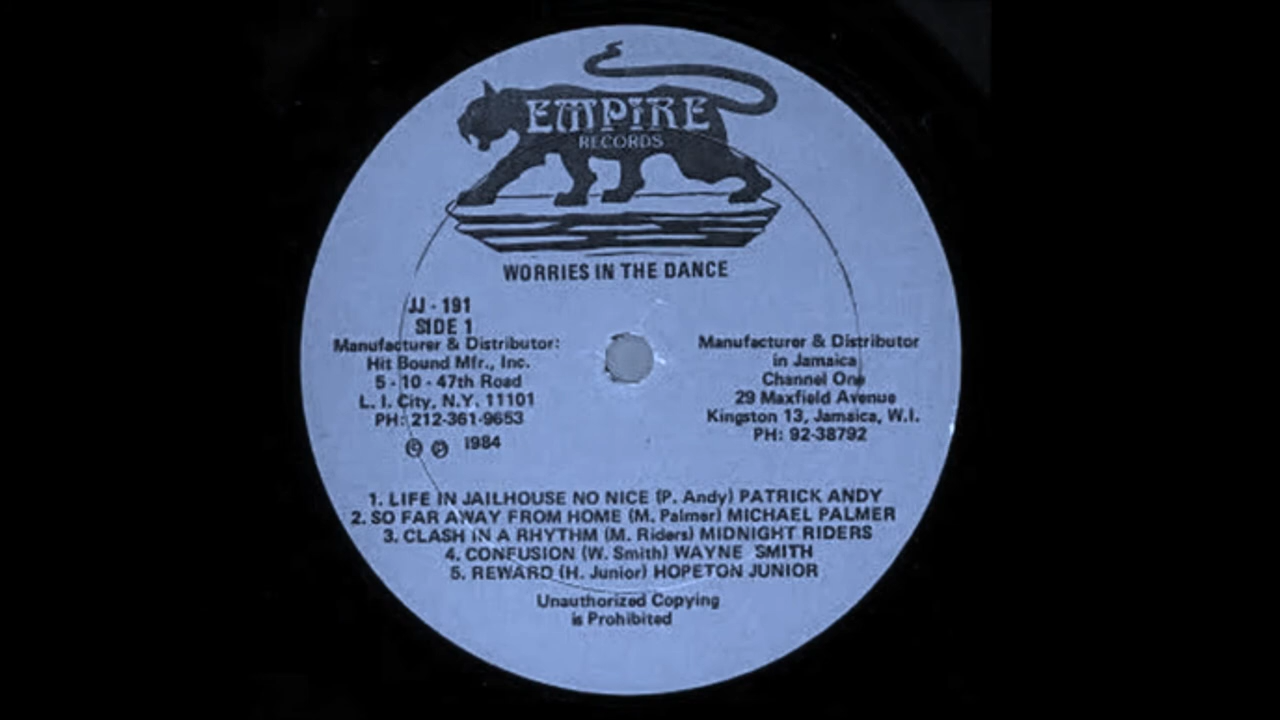 EMPIRE
RECORDS
WORRIES IN THE DANCE
JJ - 191
SIDE 1
Manufacturer & Distributor:
Hit Bound Mfr., Inc.
5 - 10 - 47th Road
L. I. City, N.Y. 11101
PH: 212-361-9653
© ℗ 1984
Manufacturer & Distributor
in Jamaica
Channel One
29 Maxfield Avenue
Kingston 13, Jamaica, W.I.
PH: 92-38792
1. LIFE IN JAILHOUSE NO NICE (P. Andy) PATRICK ANDY
2. SO FAR AWAY FROM HOME (M. Palmer) MICHAEL PALMER
3. CLASH IN A RHYTHM (M. Riders) MIDNIGHT RIDERS
4. CONFUSION (W. Smith) WAYNE SMITH
5. REWARD (H. Junior) HOPETON JUNIOR
Unauthorized Copying
is Prohibited